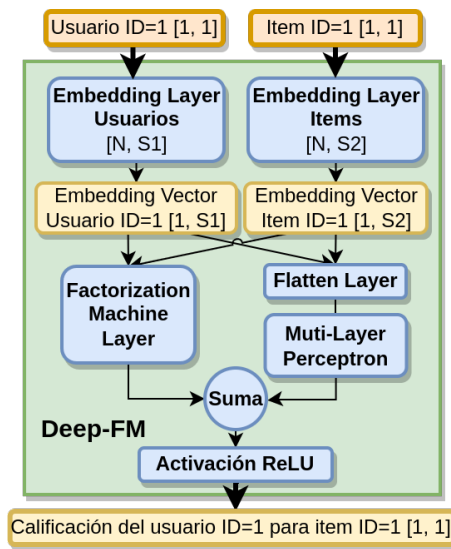 Usuario ID=1 [1, 1]
Item ID=1 [1, 1]
Embedding Layer
Usuarios
[N, S1]
Embedding Layer
Items
[N, S2]
Embedding Vector
Usuario ID=1 [1, S1]
Embedding Vector
Item ID=1 [1, S2]
Factorization
Machine
Layer
Flatten Layer
Muti-Layer
Perceptron
Suma
Deep-FM
Activación ReLU
Calificación del usuario ID=1 para item ID=1 [1, 1]